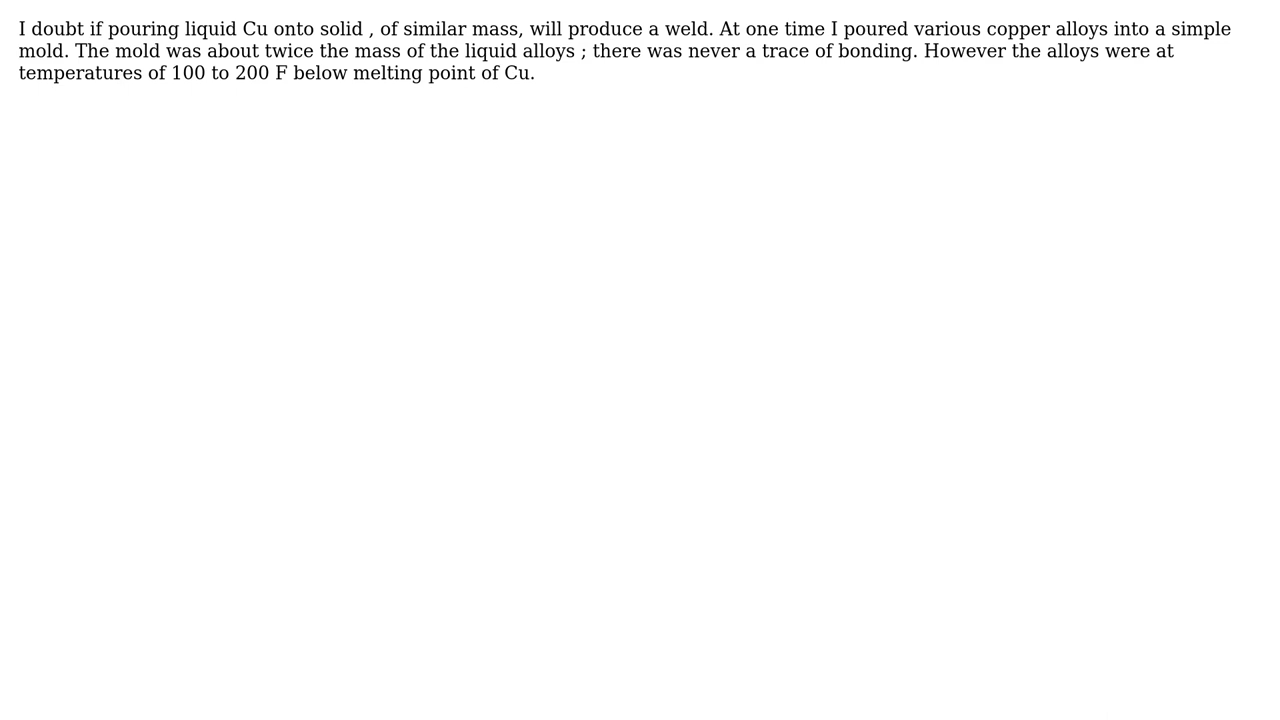 I doubt if pouring liquid Cu onto solid , of similar mass, will produce a weld. At one time I poured various copper alloys into a simple
mold. The mold was about twice the mass of the liquid alloys ; there was never a trace of bonding. However the alloys were at
temperatures of 100 to 200 F below melting point of Cu.